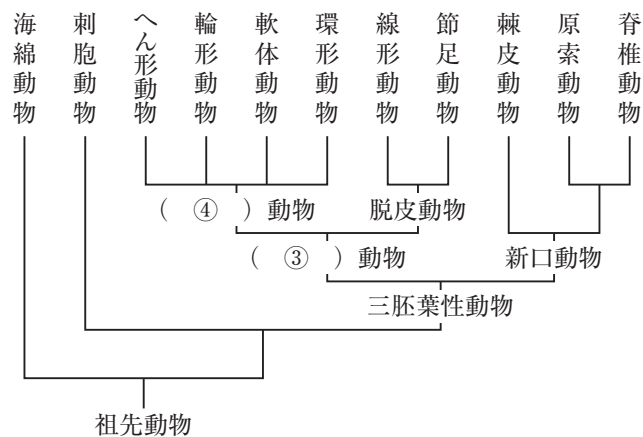 海綿動物
刺胞動物
へん形動物
輪形動物
軟体動物
環形動物
線形動物
節足動物
棘皮動物
原索動物
脊椎動物
( ④ ) 動物
脱皮動物
( ③ ) 動物
新口動物
三胚葉性動物
祖先動物